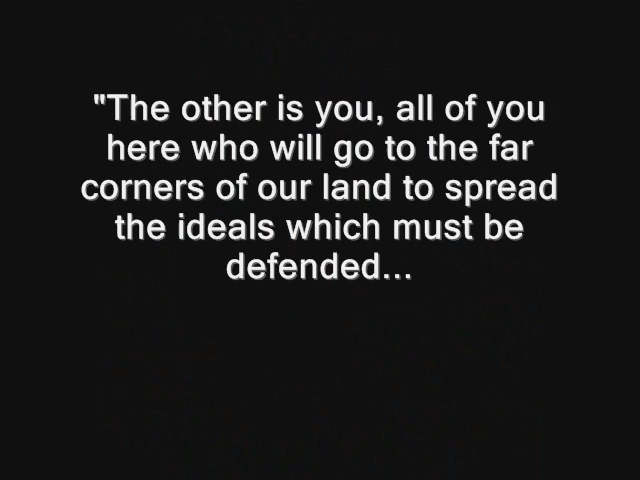 "The other is you, all of you
here who will go to the far
corners of our land to spread
the ideals which must be
defended...